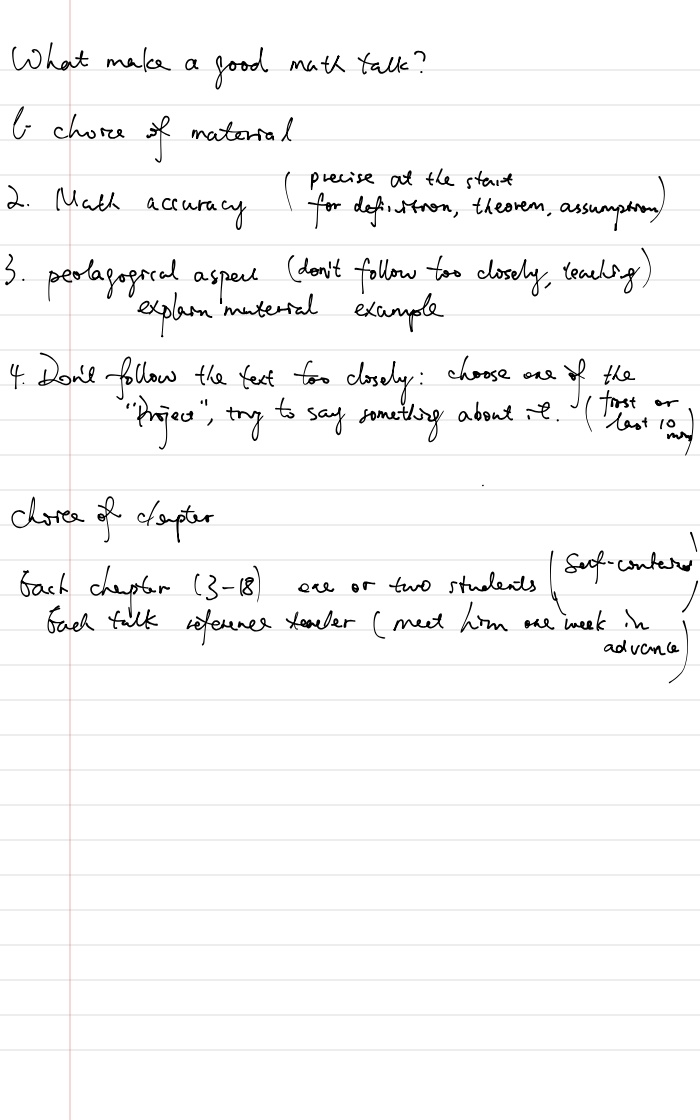 What make a good math talk?
1- choice of material
2. Math accuracy (precise at the start
for definition, theorem, assumption)
3. pedagogical aspect (don't follow too closely, teaching)
explain material example
4. Don't follow the text too closely: choose one of the
"Project", try to say something about it. (first or
last 10
min)
choice of chapter
Each chapter (3-18) one or two students (Self-contained)
Each talk reference teacher (meet him one week in
advance)